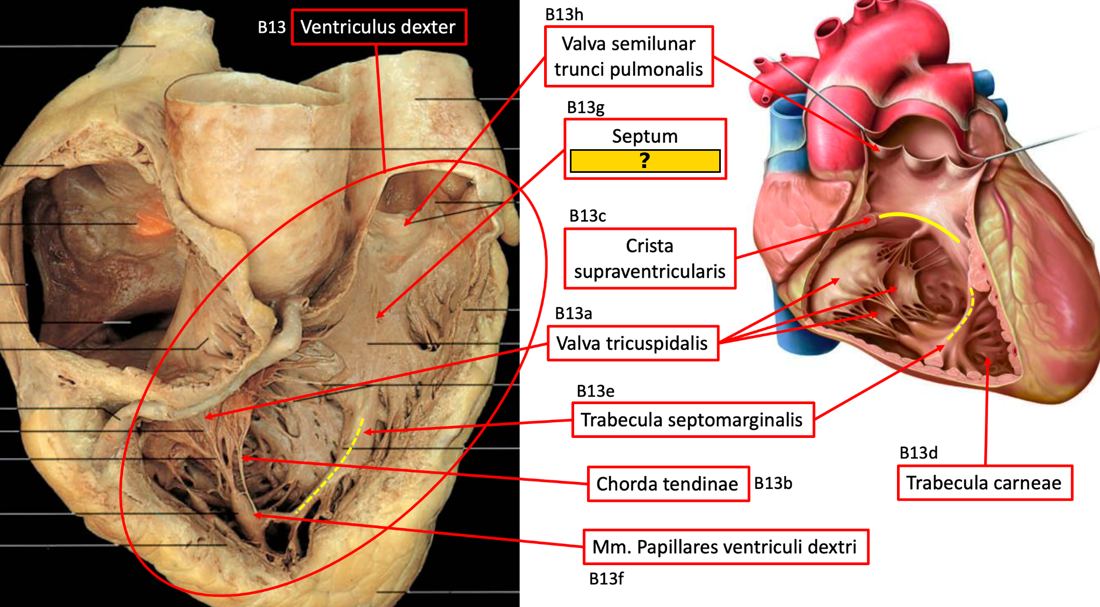 B13
Ventriculus dexter
B13h
Valva semilunar
trunci pulmonalis
B13g
Septum
?
B13c
Crista
supraventricularis
B13a
Valva tricuspidalis
B13e
Trabecula septomarginalis
B13d
Trabecula carneae
Chorda tendinae
B13b
Mm. Papillares ventriculi dextri
B13f